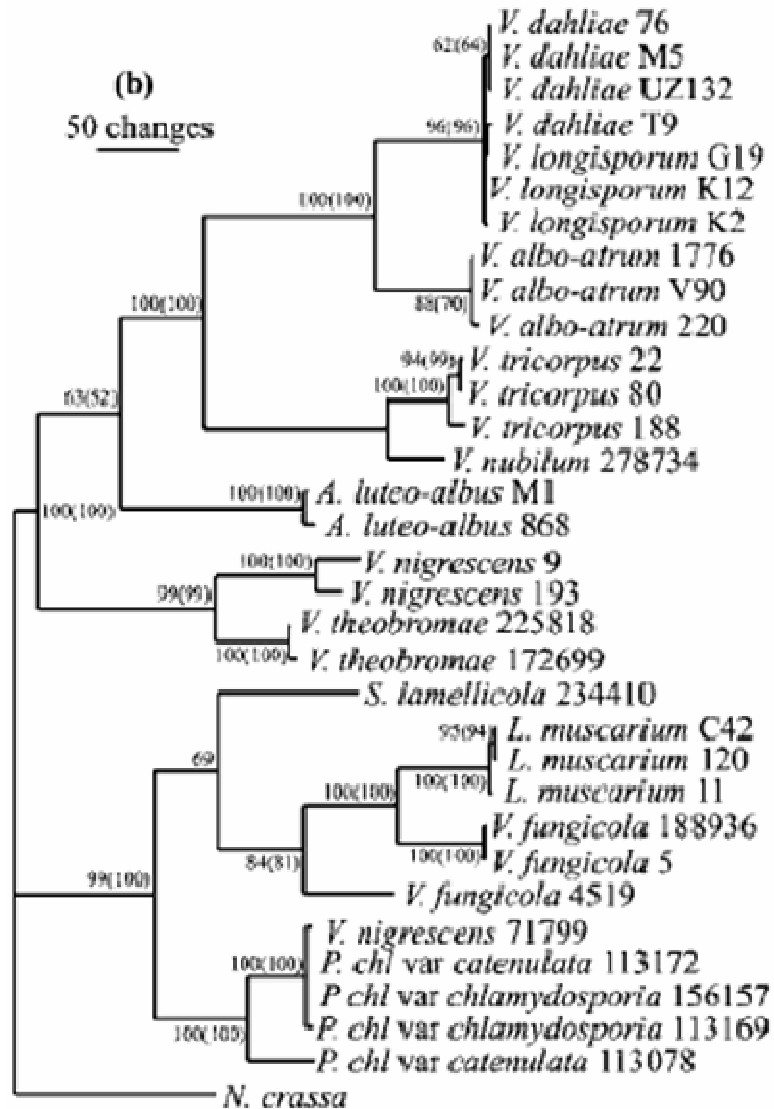 V. dahliae 76
62(64)
V. dahliae M5
(b)
V. dahliae UZ132
50 changes
V. dahliae T9
96(96)
V. longisporum G19
V. longisporum K12
100(100)
V. longisporum K2
V. albo-atrum 1776
V. albo-atrum V90
88(70)
100(100)
V. albo-atrum 220
94(99)
V. tricorpus 22
100(100)
V. tricorpus 80
63(52)
V. tricorpus 188
V. nubilum 278734
100(100)
A. luteo-albus M1
100(100)
A. luteo-albus 868
100(100)
V. nigrescens 9
99(99)
V. nigrescens 193
V. theobromae 225818
100(100)
V. theobromae 172699
S. lamellicola 234410
95(94)
L. muscarium C42
69
L. muscarium 120
100(100)
100(100)
L. muscarium 11
V. fungicola 188936
84(81)
100(100)
V. fungicola 5
99(100)
V. fungicola 4519
V. nigrescens 71799
100(100)
P. chl var catenulata 113172
P chl var chlamydosporia 156157
100(100)
P. chl var chlamydosporia 113169
P. chl var catenulata 113078
N. crassa